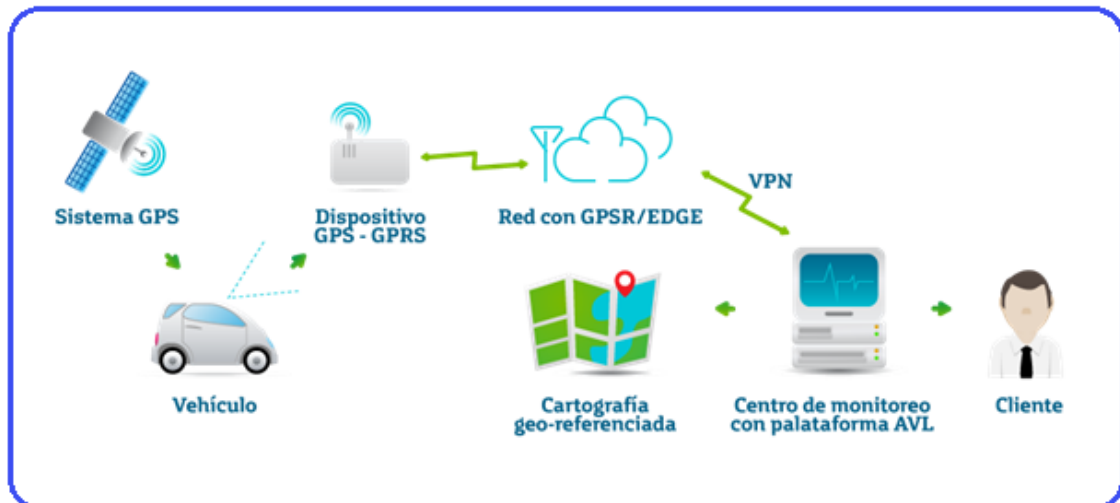 Sistema GPS
Dispositivo
GPS - GPRS
Red con GPSR/EDGE
VPN
Vehículo
Cartografía
geo-referenciada
Centro de monitoreo
con palataforma AVL
Cliente